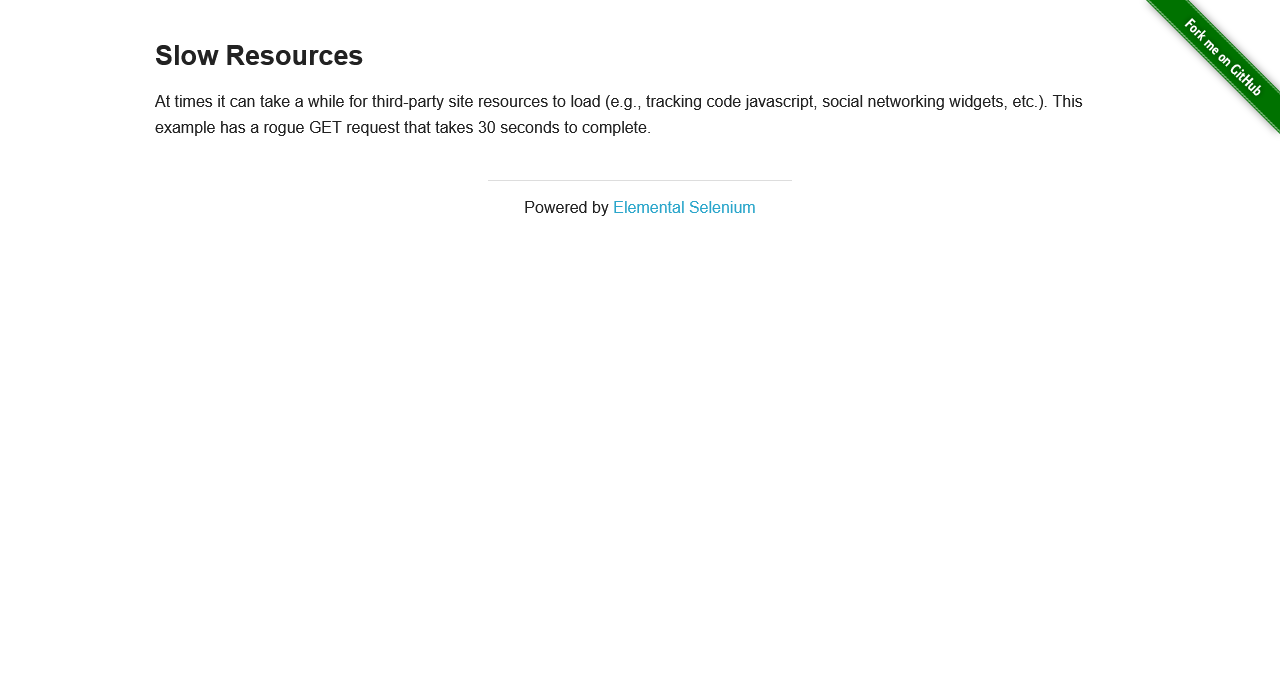 Fork me on GitHub
Slow Resources
At times it can take a while for third-party site resources to load (e.g., tracking code javascript, social networking widgets, etc.). This
example has a rogue GET request that takes 30 seconds to complete.
Powered by Elemental Selenium